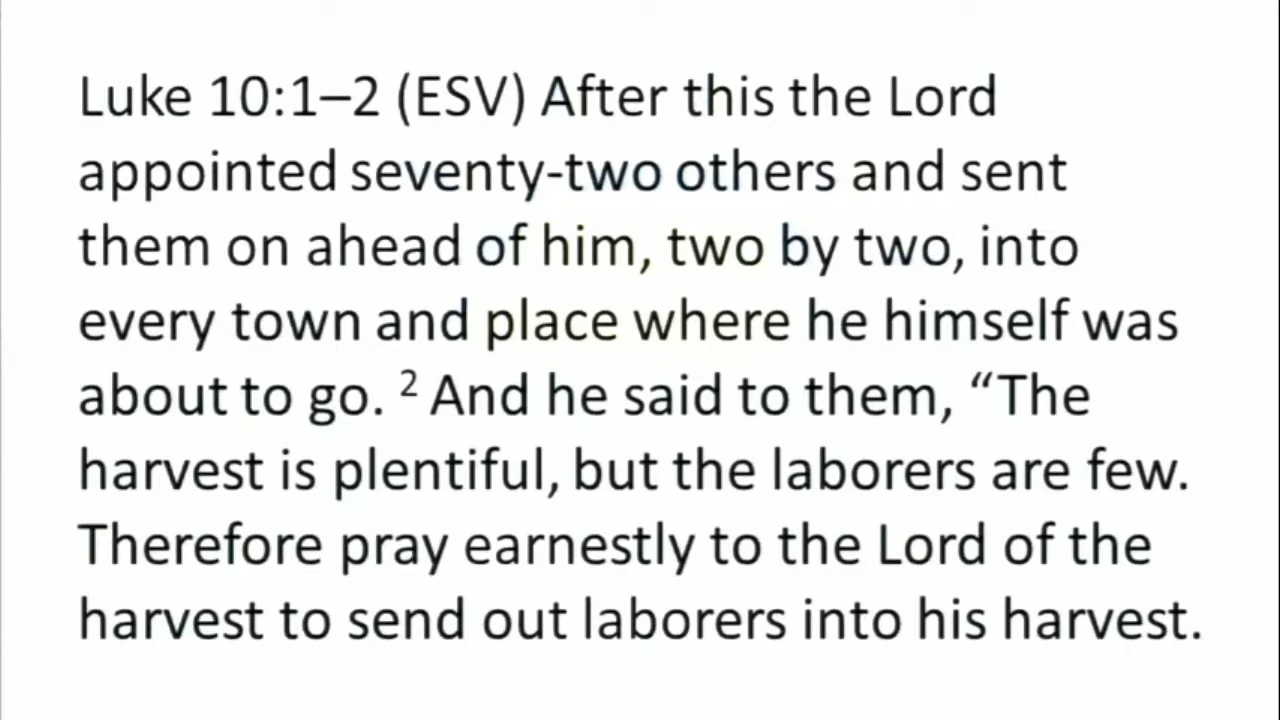 Luke 10:1–2 (ESV) After this the Lord
appointed seventy-two others and sent
them on ahead of him, two by two, into
every town and place where he himself was
about to go. ² And he said to them, “The
harvest is plentiful, but the laborers are few.
Therefore pray earnestly to the Lord of the
harvest to send out laborers into his harvest.